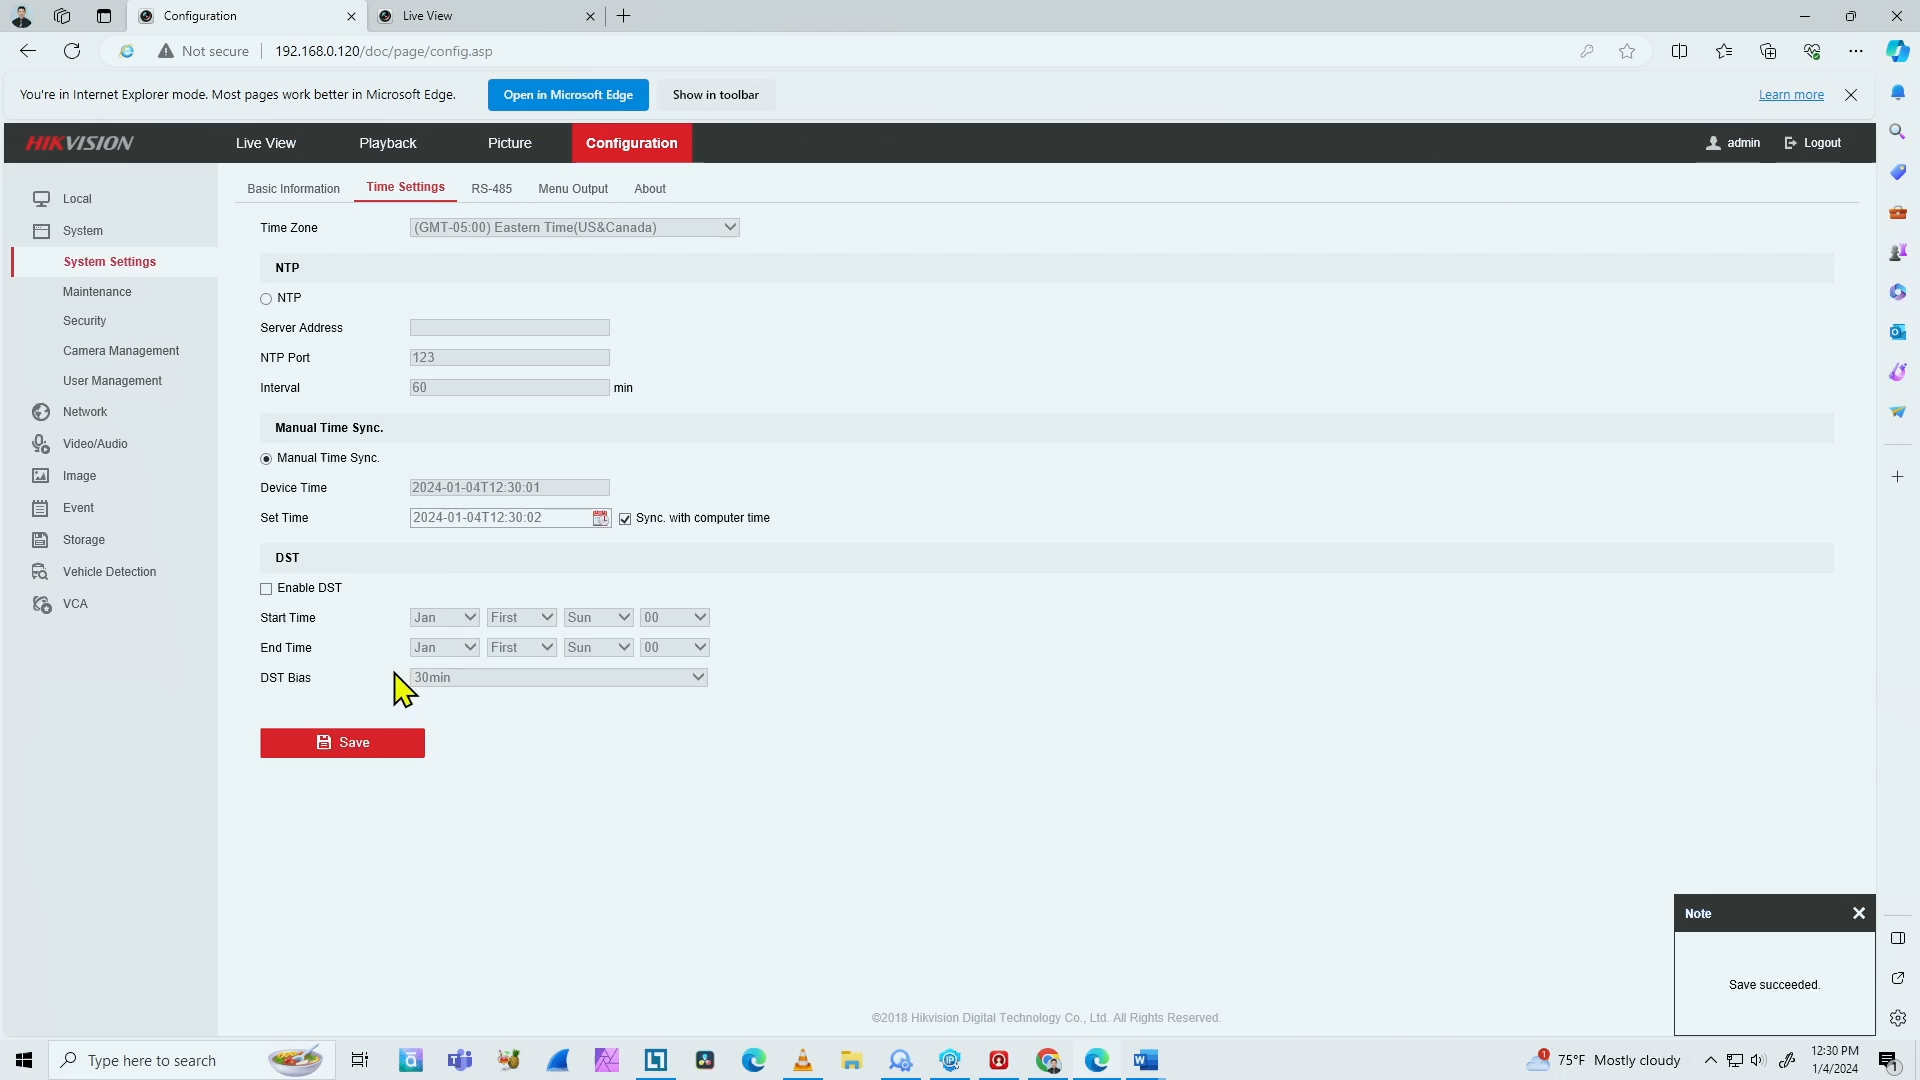 Configuration
Live View
Not secure
192.168.0.120/doc/page/config.asp
You're in Internet Explorer mode. Most pages work better in Microsoft Edge.
Open in Microsoft Edge
Show in toolbar
Learn more
HIKVISION
Live View
Playback
Picture
Configuration
admin
Logout
Local
System
System Settings
Maintenance
Security
Camera Management
User Management
Network
Video/Audio
Image
Event
Storage
Vehicle Detection
VCA
Basic Information
Time Settings
RS-485
Menu Output
About
Time Zone
(GMT-05:00) Eastern Time(US&Canada)
NTP
NTP
Server Address
NTP Port
123
Interval
60
min
Manual Time Sync.
Manual Time Sync.
Device Time
2024-01-04T12:30:01
Set Time
2024-01-04T12:30:02
Sync. with computer time
DST
Enable DST
Start Time
Jan
First
Sun
00
End Time
Jan
First
Sun
00
DST Bias
30min
Save
Note
Save succeeded.
©2018 Hikvision Digital Technology Co., Ltd. All Rights Reserved.
Type here to search
1
75°F
Mostly cloudy
12:30 PM
1/4/2024
1